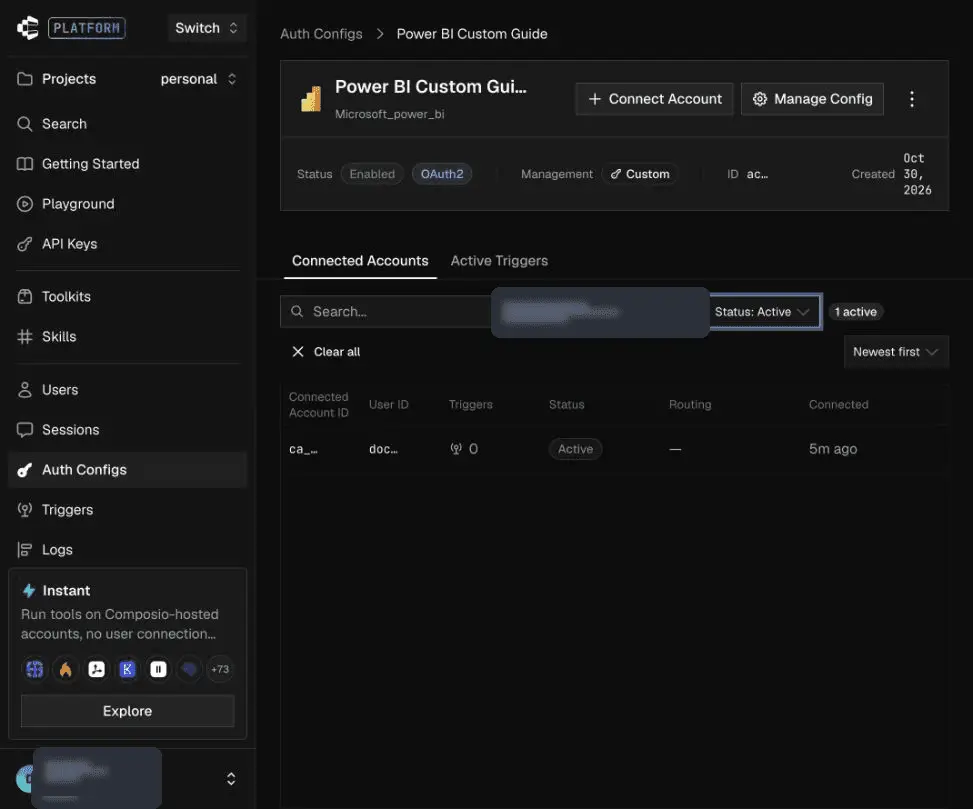 PLATFORM
Switch
Projects
personal
Search
Getting Started
Playground
API Keys
Toolkits
Skills
Users
Sessions
Auth Configs
Triggers
Logs
Instant
Run tools on Composio-hosted
accounts, no user connection...
K
+73
Explore
Auth Configs > Power BI Custom Guide
Power BI Custom Gui...
Microsoft_power_bi
+ Connect Account
Manage Config
Status Enabled OAuth2
Management Custom
ID ac...
Created Oct
30,
2026
Connected Accounts
Active Triggers
Search...
Status: Active
1 active
Clear all
Newest first
Connected
Account ID
User ID
Triggers
Status
Routing
Connected
ca_...
doc...
0
Active
—
5m ago